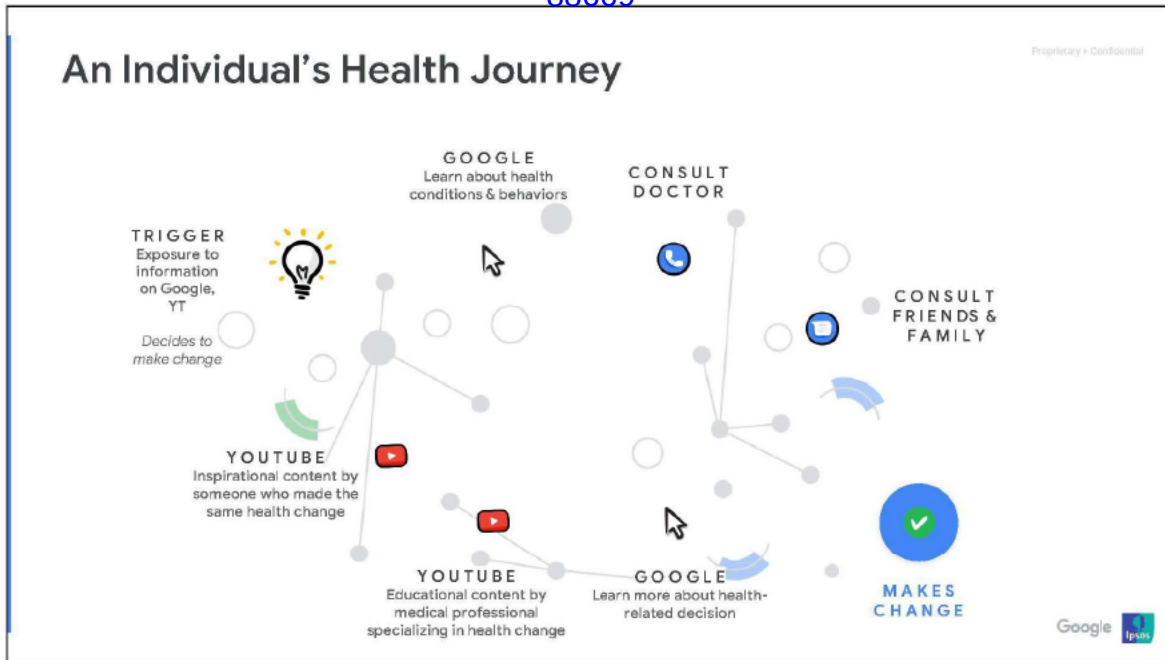 An Individual's Health Journey
Proprietary + Confidential
GOOGLE
Learn about health
conditions & behaviors
CONSULT
DOCTOR
TRIGGER
Exposure to
information
on Google,
YT
Decides to
make change
CONSULT
FRIENDS &
FAMILY
YOUTUBE
Inspirational content by
someone who made the
same health change
YOUTUBE
Educational content by
medical professional
specializing in health change
GOOGLE
Learn more about health-
related decision
MAKES
CHANGE
Google
Ipsos